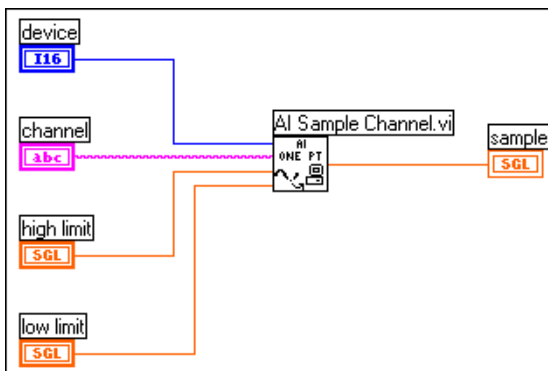 device
I16
channel
abc
AI Sample Channel.vi
AI
ONE PT
sample
SGL
high limit
SGL
low limit
SGL